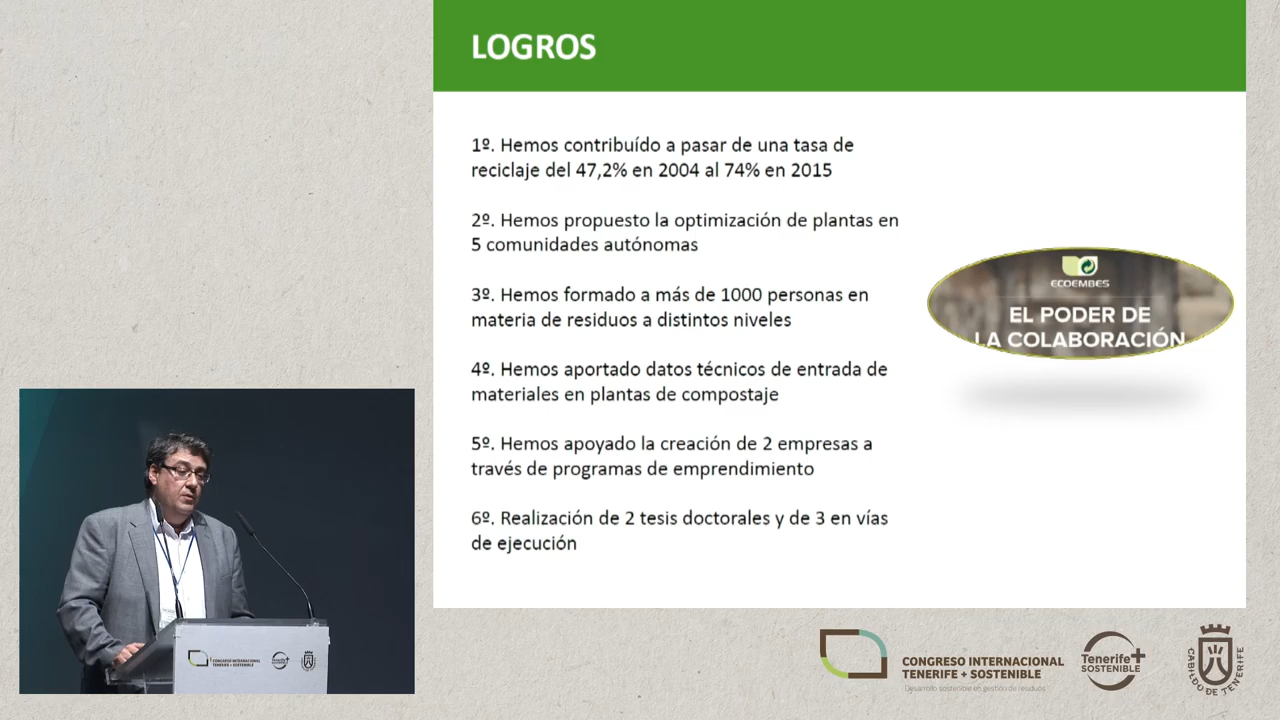 LOGROS
1º. Hemos contribuído a pasar de una tasa de
reciclaje del 47,2% en 2004 al 74% en 2015
2º. Hemos propuesto la optimización de plantas en
5 comunidades autónomas
3º. Hemos formado a más de 1000 personas en
materia de residuos a distintos niveles
4º. Hemos aportado datos técnicos de entrada de
materiales en plantas de compostaje
5º. Hemos apoyado la creación de 2 empresas a
través de programas de emprendimiento
6º. Realización de 2 tesis doctorales y de 3 en vías
de ejecución
ECOEMBES
EL PODER DE
LA COLABORACIÓN
CONGRESO INTERNACIONAL
TENERIFE + SOSTENIBLE
CONGRESO INTERNACIONAL
TENERIFE + SOSTENIBLE
Desarrollo sostenible en gestión de residuos
Tenerife+
SOSTENIBLE
CABILDO DE TENERIFE